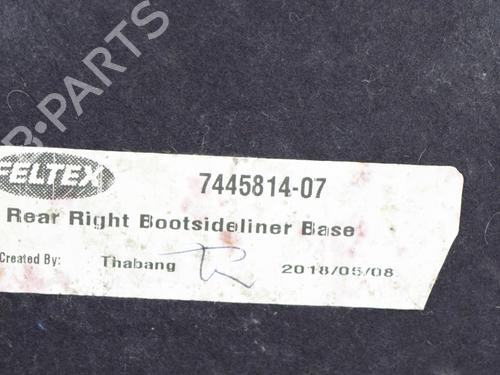 B-PARTS
FELTEX
7445814-07
Rear Right Bootsideliner Base
Created By: Thabang 2018/05/08